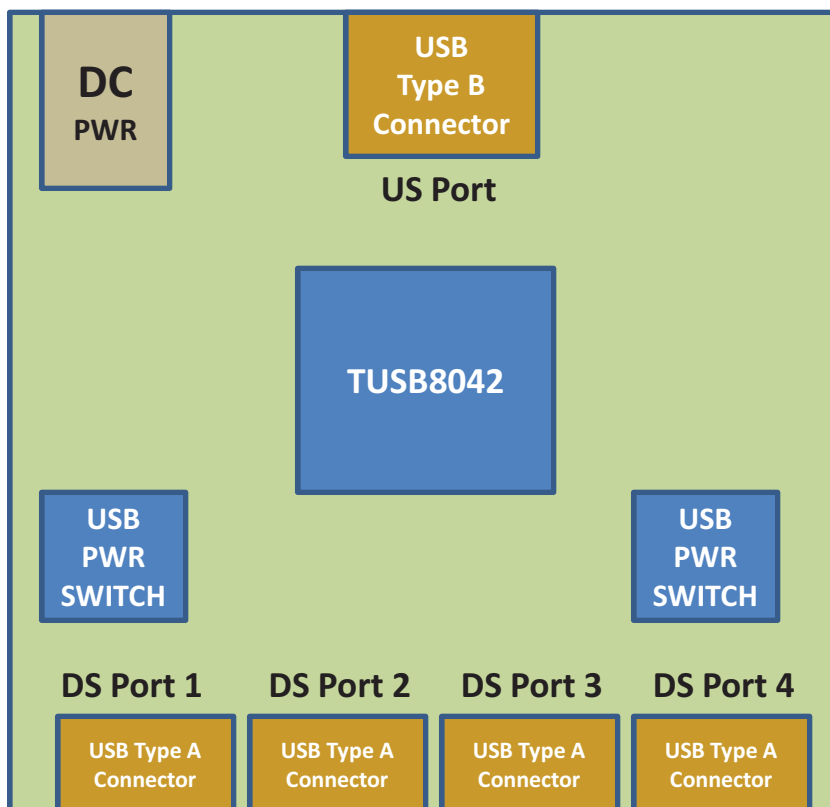 DC
PWR
USB
Type B
Connector
US Port
TUSB8042
USB
PWR
SWITCH
USB
PWR
SWITCH
DS Port 1
DS Port 2
DS Port 3
DS Port 4
USB Type A
Connector
USB Type A
Connector
USB Type A
Connector
USB Type A
Connector